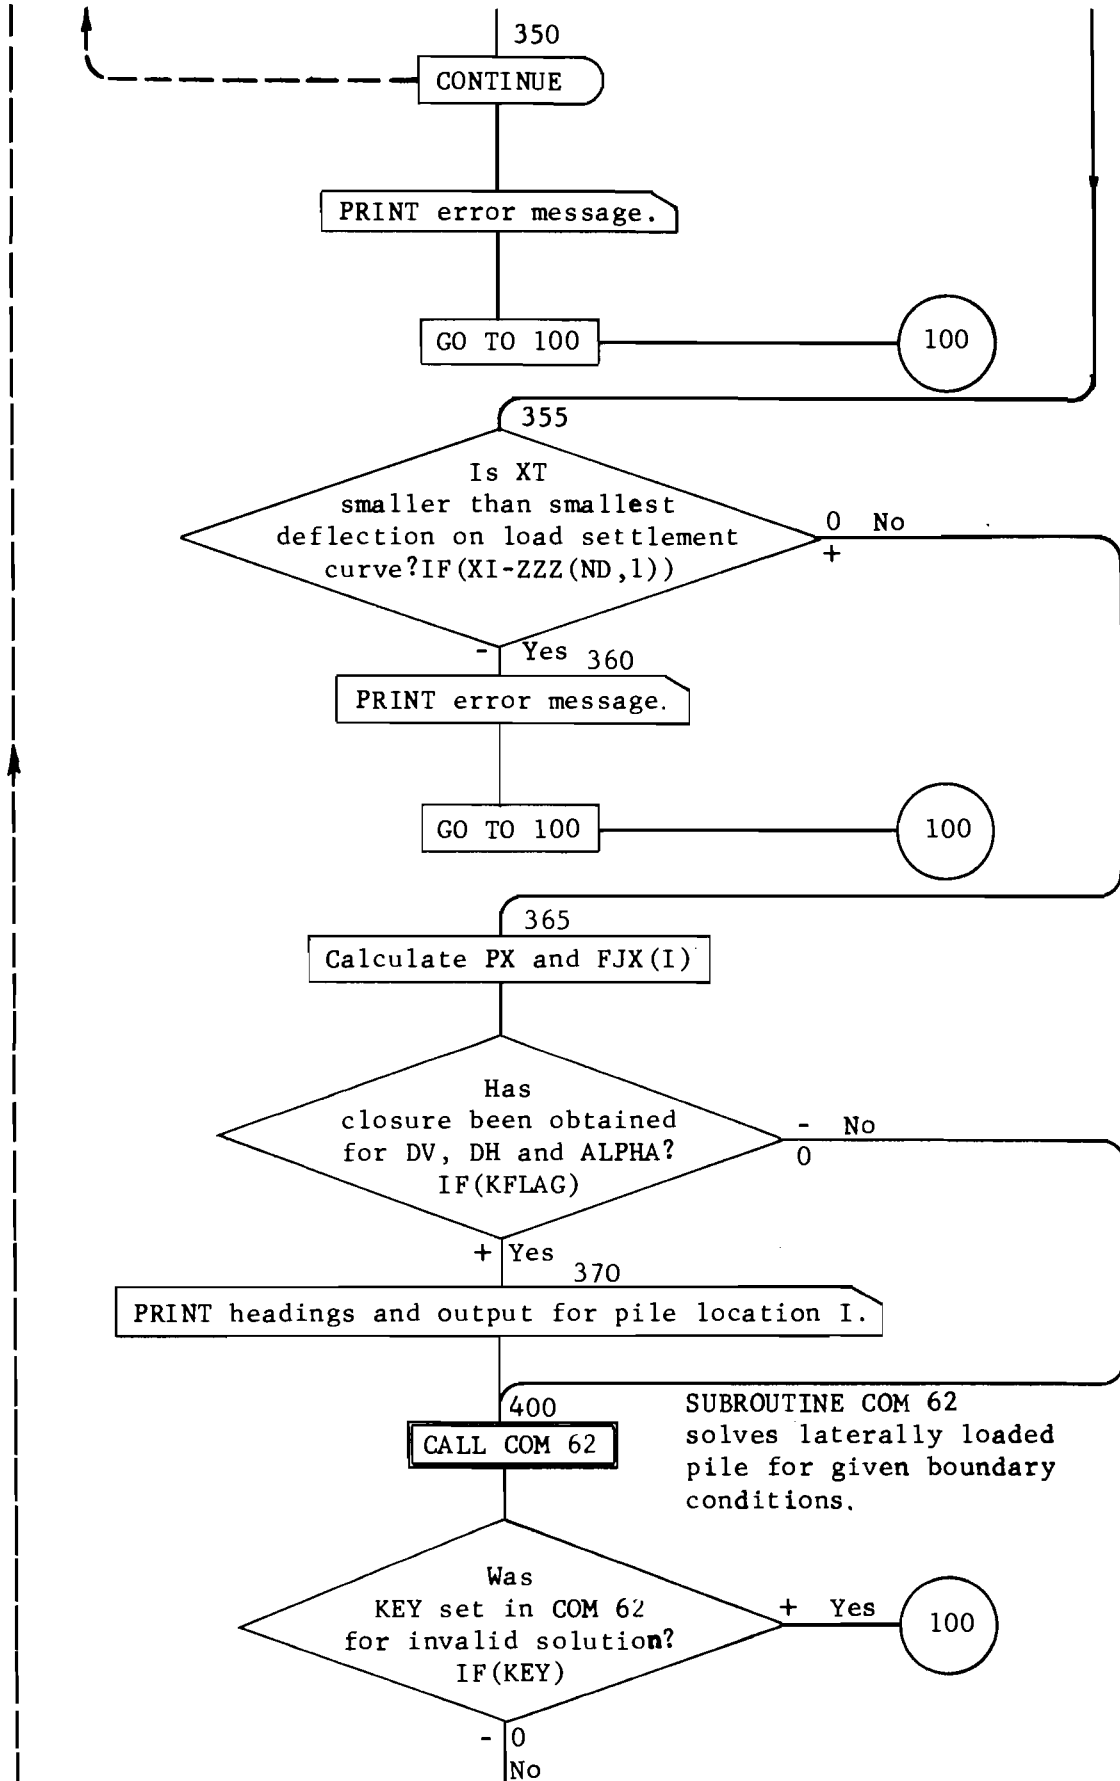 350
CONTINUE
PRINT error message.
GO TO 100
100
355
Is XT
smaller than smallest
deflection on load settlement
curve?IF(XI-ZZZ(ND,1))
0 No
+
- Yes 360
PRINT error message.
GO TO 100
100
365
Calculate PX and FJX(I)
Has
closure been obtained
for DV, DH and ALPHA?
IF(KFLAG)
- No
0
+ Yes
370
PRINT headings and output for pile location I.
400
CALL COM 62
SUBROUTINE COM 62
solves laterally loaded
pile for given boundary
conditions.
Was
KEY set in COM 62
for invalid solution?
IF(KEY)
+ Yes
100
- 0
No